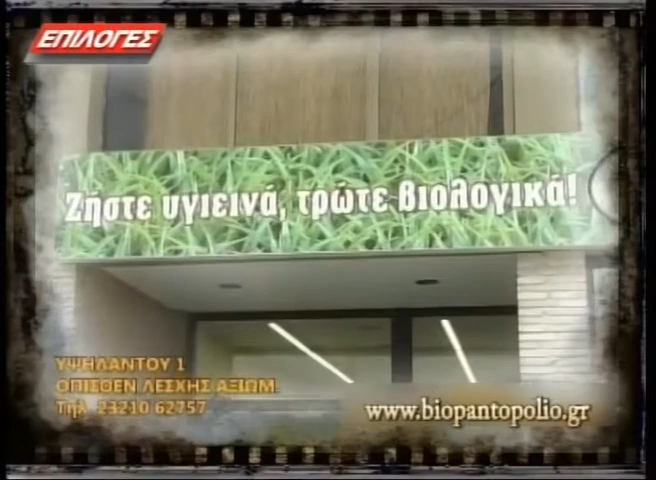 ΕΠΙΛΟΓΕΣ
Ζήστε υγιεινά, τρώτε βιολογικά!
ΥΨΗΛΑΝΤΟΥ 1
ΟΠΙΣΘΕΝ ΛΕΣΧΗΣ ΑΞΙΩΜ.
Τηλ. 23210 62757
www.biopantopolio.gr